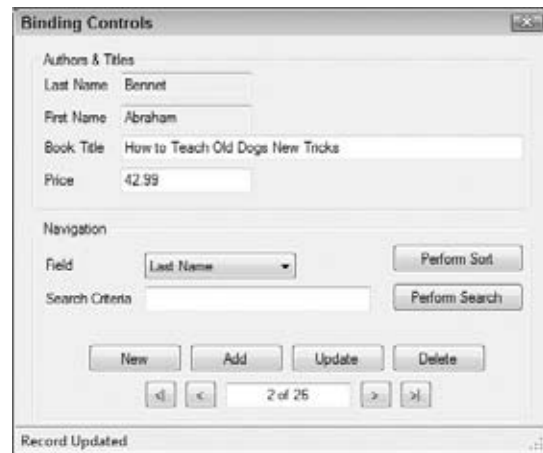 Binding Controls
Authors & Titles
Last Name Bennet
First Name Abraham
Book Title How to Teach Old Dogs New Tricks
Price 42.99
Navigation
Field Last Name Perform Sort
Search Criteria Perform Search
New Add Update Delete
<| < 2 of 26 > >|
Record Updated